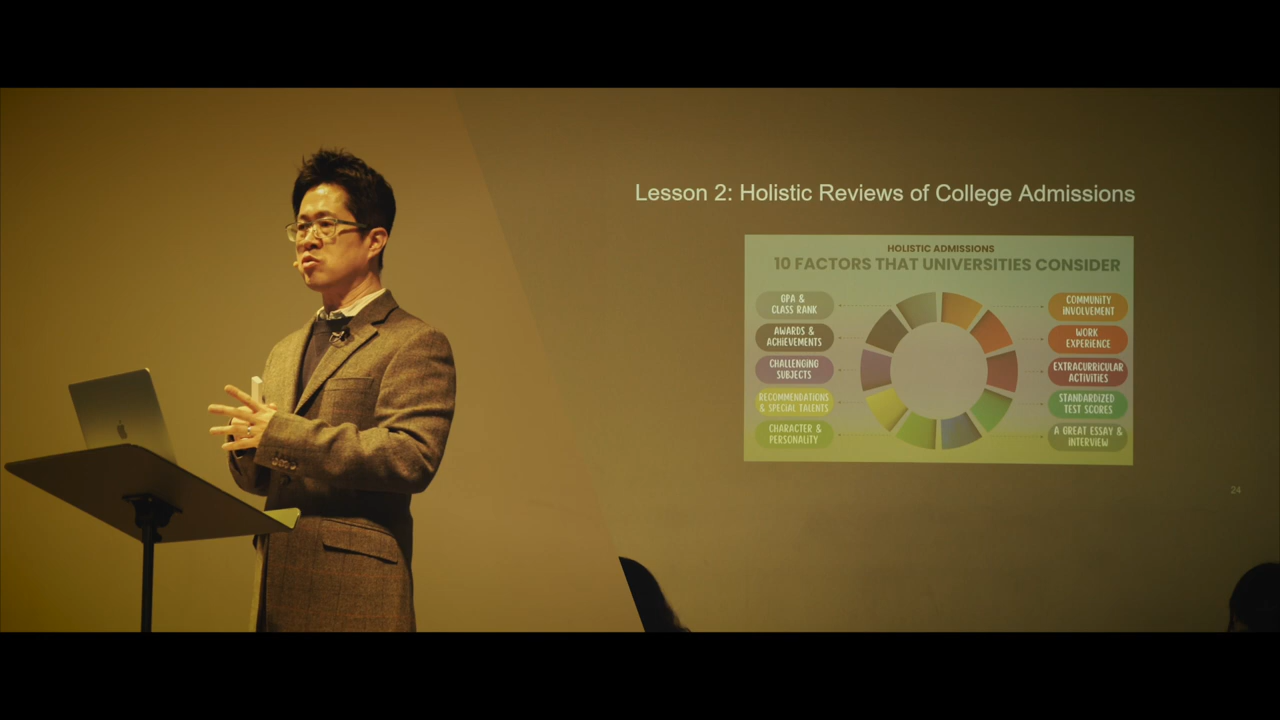 Lesson 2: Holistic Reviews of College Admissions
HOLISTIC ADMISSIONS
10 FACTORS THAT UNIVERSITIES CONSIDER
GPA &
CLASS RANK
AWARDS &
ACHIEVEMENTS
CHALLENGING
SUBJECTS
RECOMMENDATIONS
& SPECIAL TALENTS
CHARACTER &
PERSONALITY
COMMUNITY
INVOLVEMENT
WORK
EXPERIENCE
EXTRACURRICULAR
ACTIVITIES
STANDARDIZED
TEST SCORES
A GREAT ESSAY &
INTERVIEW
24